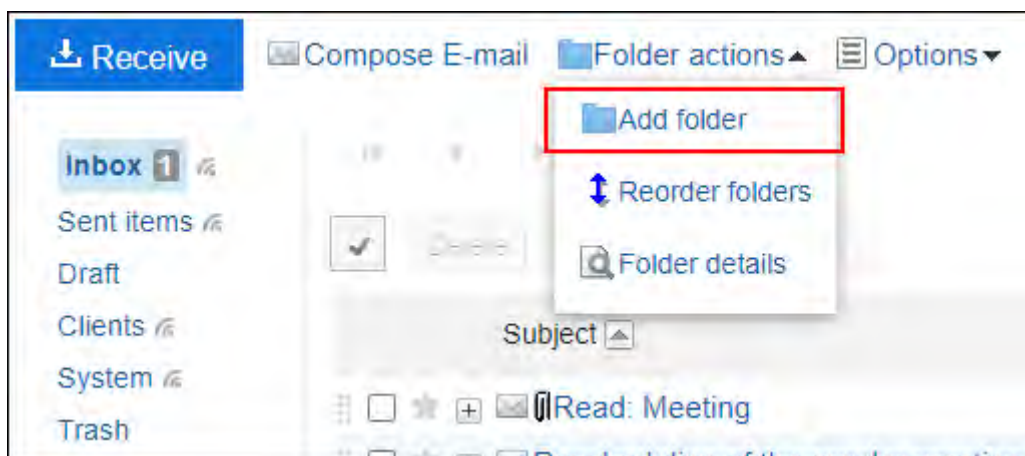 Receive Compose E-mail Folder actions Options
Add folder
Inbox 1
Reorder folders
Sent items
Delete
Folder details
Draft
Clients
Subject
System
Read: Meeting
Trash